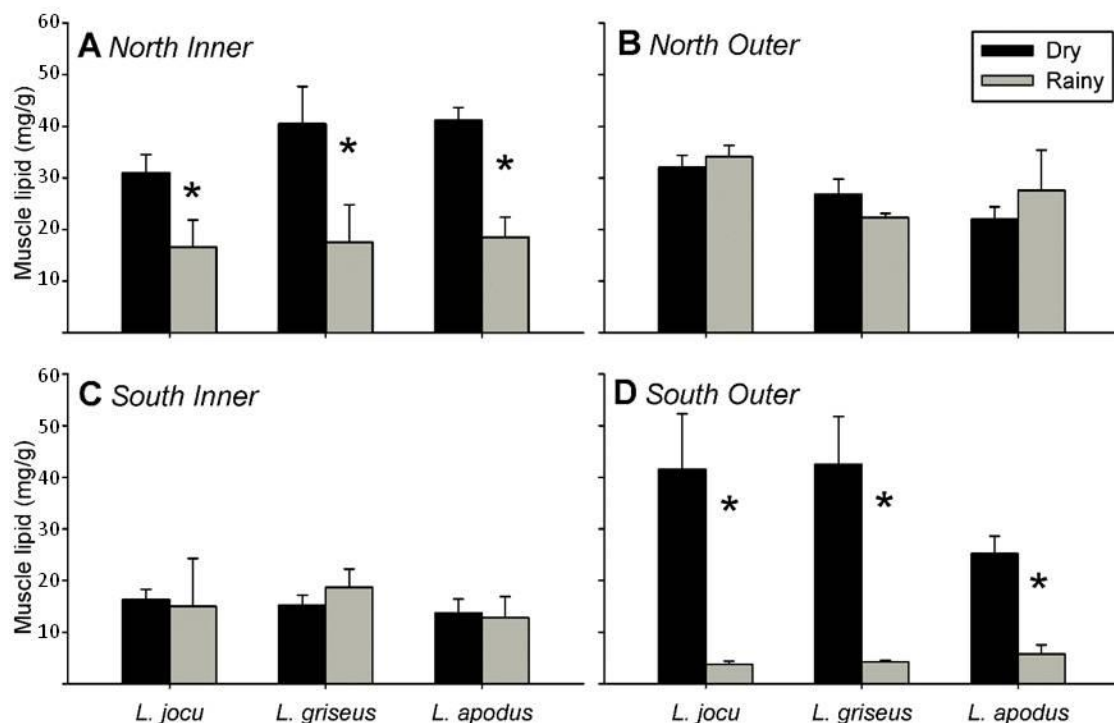 A North Inner
B North Outer
Dry
Rainy
Muscle lipid (mg/g)
60
50
40
30
20
10
*
*
*
C South Inner
D South Outer
Muscle lipid (mg/g)
60
50
40
30
20
10
*
*
*
L. jocu L. griseus L. apodus
L. jocu L. griseus L. apodus